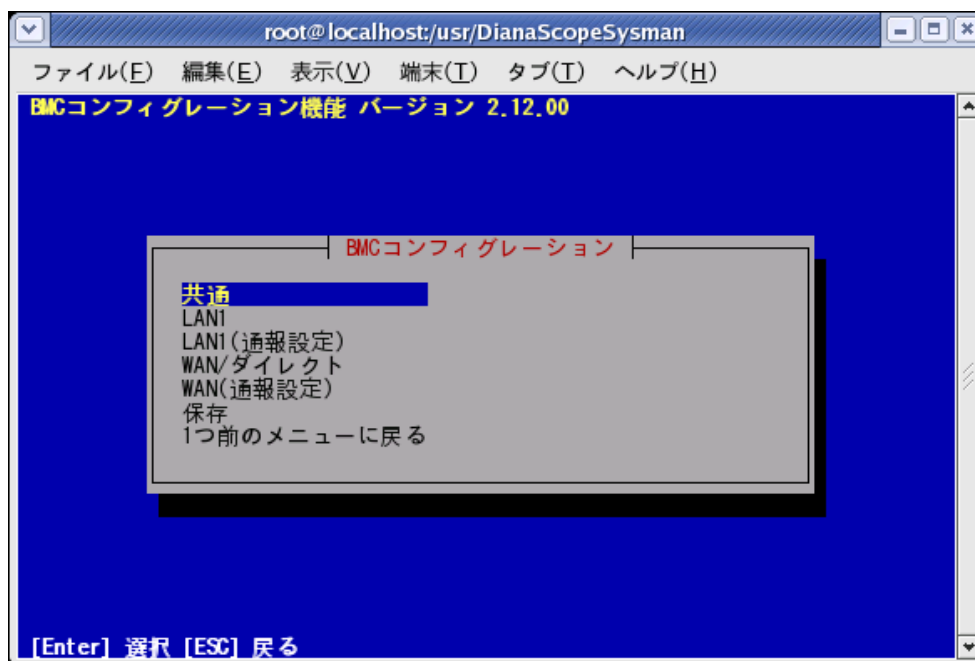 root@localhost:/usr/DianaScopeSysman
ファイル(F) 編集(E) 表示(V) 端末(T) タブ(T) ヘルプ(H)
BMCコンフィグレーション機能 バージョン 2.12.00
BMCコンフィグレーション
共通
LAN1
LAN1(通報設定)
WAN/ダイレクト
WAN(通報設定)
保存
1つ前のメニューに戻る
[Enter] 選択 [ESC] 戻る